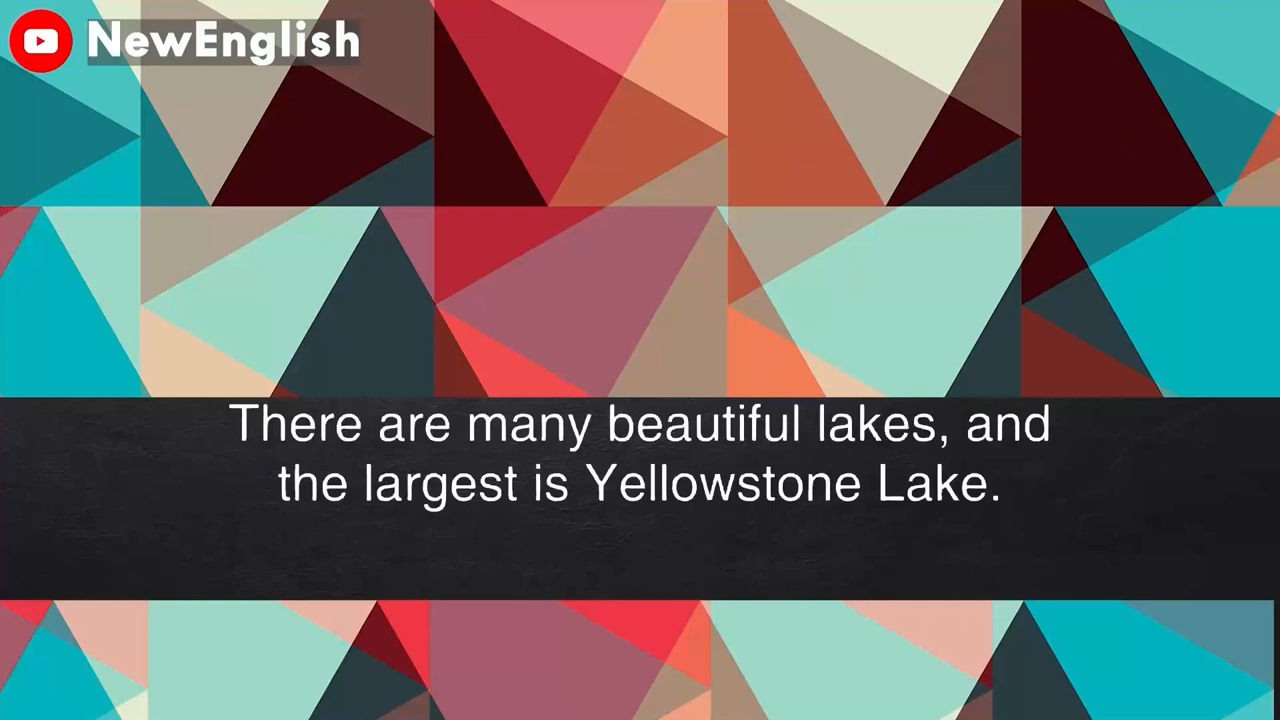 NewEnglish
There are many beautiful lakes, and
the largest is Yellowstone Lake.